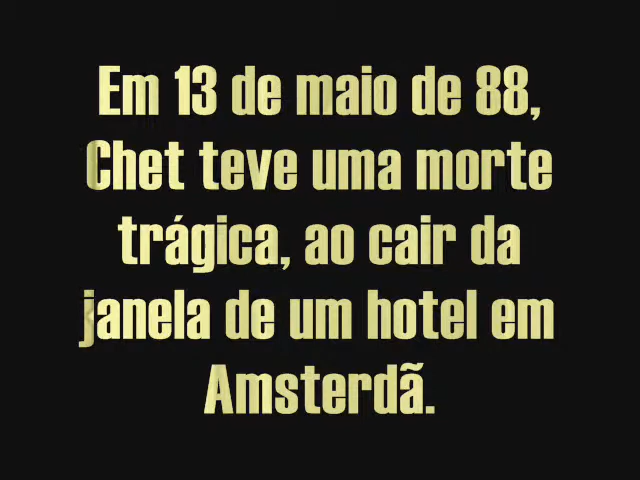 Em 13 de maio de 88,
Chet teve uma morte
trágica, ao cair da
janela de um hotel em
Amsterdã.